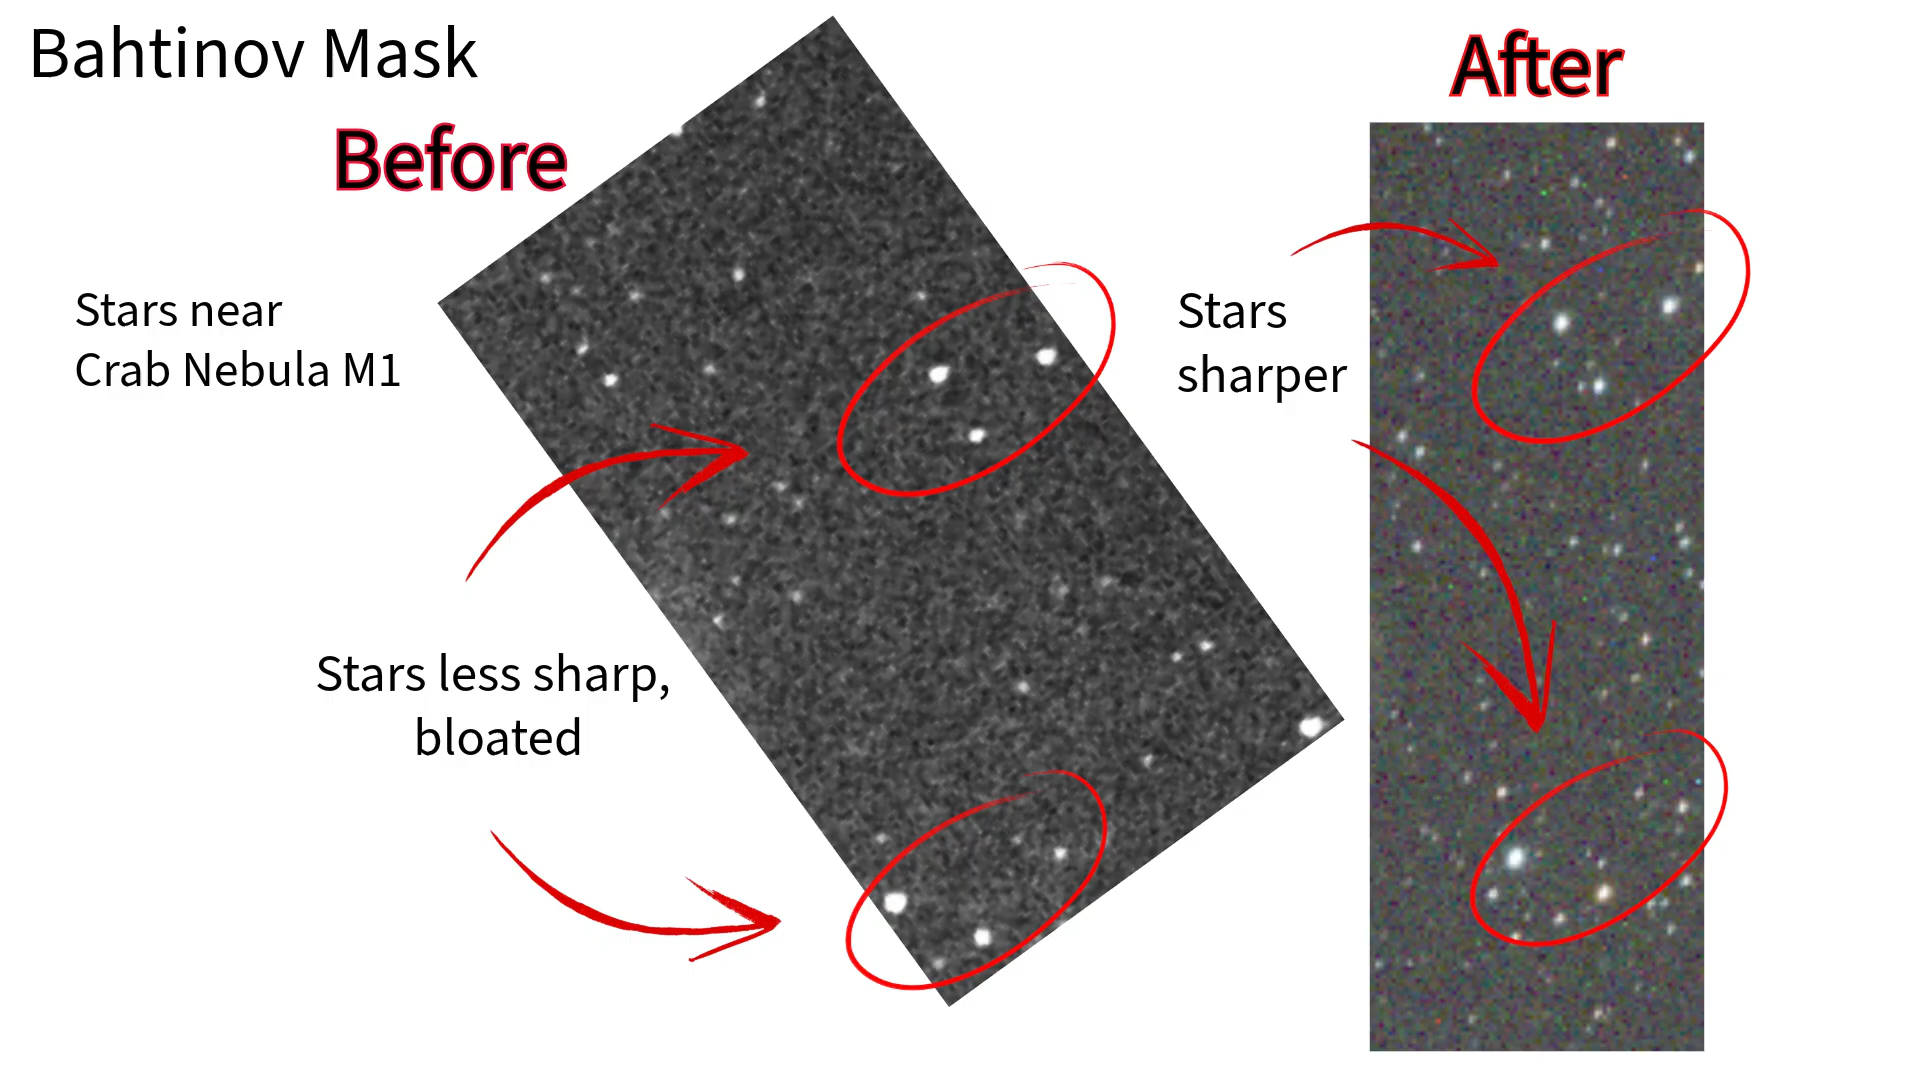 Bahtinov Mask
Before
Stars near
Crab Nebula M1
Stars less sharp,
bloated
After
Stars
sharper